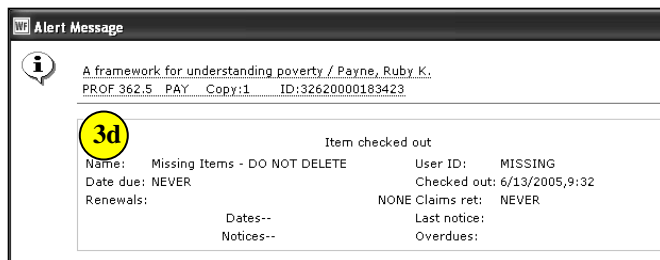 WF Alert Message
A framework for understanding poverty / Payne, Ruby K.
PROF 362.5 PAY Copy:1 ID:32620000183423
3d
Item checked out
Name: Missing Items - DO NOT DELETE User ID: MISSING
Date due: NEVER Checked out: 6/13/2005,9:32
Renewals: NONE Claims ret: NEVER
Dates-- Last notice:
Notices-- Overdues: